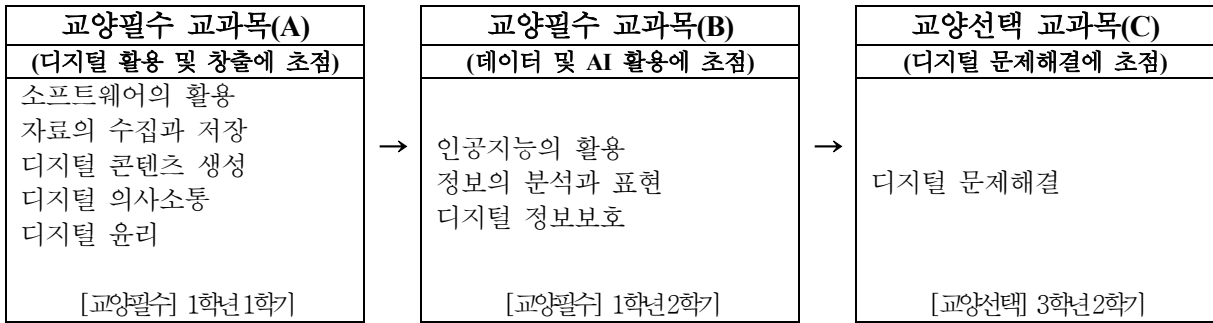 교양필수 교과목(A)
(디지털 활용 및 창출에 초점)
소프트웨어의 활용
자료의 수집과 저장
디지털 콘텐츠 생성
디지털 의사소통
디지털 윤리
[교양필수] 1학년 1학기
→
교양필수 교과목(B)
(데이터 및 AI 활용에 초점)
인공지능의 활용
정보의 분석과 표현
디지털 정보보호
[교양필수] 1학년 2학기
→
교양선택 교과목(C)
(디지털 문제해결에 초점)
디지털 문제해결
[교양선택] 3학년 2학기